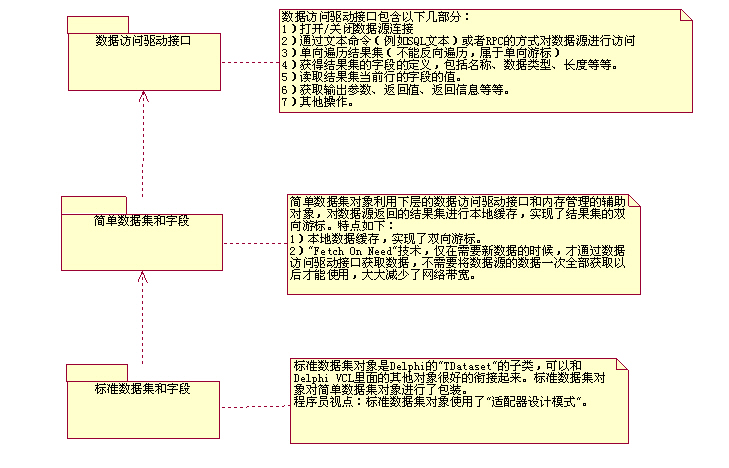 数据访问驱动接口
数据访问驱动接口包含以下几部分：
1）打开/关闭数据源连接
2）通过文本命令（例如SQL文本）或者RPC的方式对数据源进行访问
3）单向遍历结果集（不能反向遍历，属于单向游标）
4）获得结果集的字段的定义，包括名称、数据类型、长度等等。
5）读取结果集当前行的字段的值。
6）获取输出参数、返回值、返回信息等等。
7）其他操作。
简单数据集和字段
简单数据集对象利用下层的数据访问驱动接口和内存管理的辅助
对象，对数据源返回的结果集进行本地缓存，实现了结果集的双
向游标。特点如下：
1）本地数据缓存，实现了双向游标。
2）"Fetch On Need"技术，仅在需要新数据的时候，才通过数据
访问驱动接口获取数据，不需要将数据源的数据一次全部获取以
后才能使用，大大减少了网络带宽。
标准数据集和字段
标准数据集对象是Delphi的"TDataset"的子类，可以和
Delphi VCL里面的其他对象很好的衔接起来。标准数据集对
象对简单数据集对象进行了包装。
程序员视点：标准数据集对象使用了"适配器设计模式"。